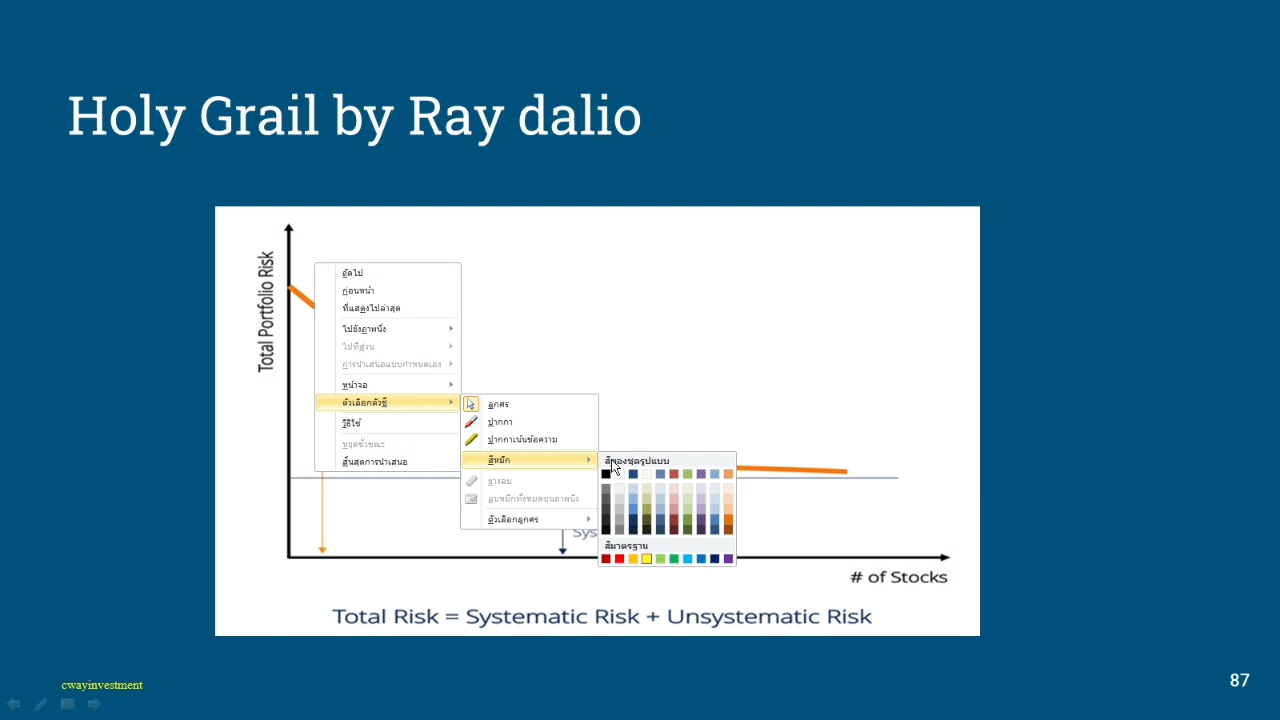 Holy Grail by Ray dalio
Total Portfolio Risk
ถัดไป
ก่อนหน้า
ที่แสดงไปล่าสุด
ไปยังภาพนิ่ง
ไปที่ส่วน
การนำเสนอแบบกำหนดเอง
หน้าจอ
ตัวเลือกตัวชี้
วิธีใช้
หยุดชั่วขณะ
สิ้นสุดการนำเสนอ
ลูกศร
ปากกา
ปากกาเน้นข้อความ
สีหมึก
ยางลบ
ลบหมึกทั้งหมดบนภาพนิ่ง
ตัวเลือกลูกศร
สีของชุดรูปแบบ
สีมาตรฐาน
Sys
# of Stocks
Total Risk = Systematic Risk + Unsystematic Risk
cwayinvestment
87